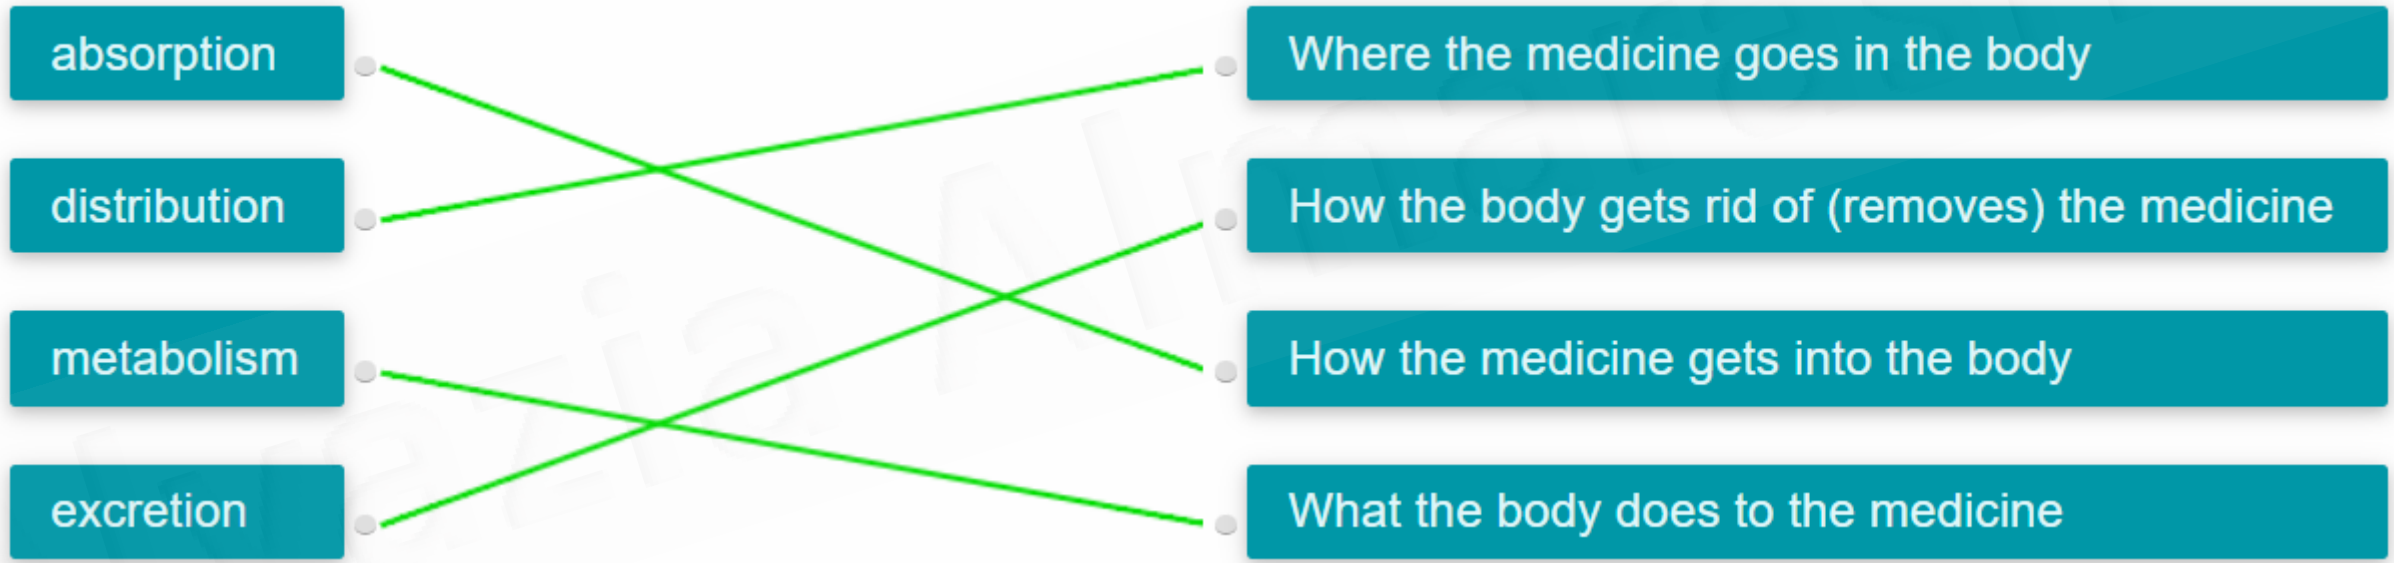 absorption
Where the medicine goes in the body
distribution
How the body gets rid of (removes) the medicine
metabolism
How the medicine gets into the body
excretion
What the body does to the medicine